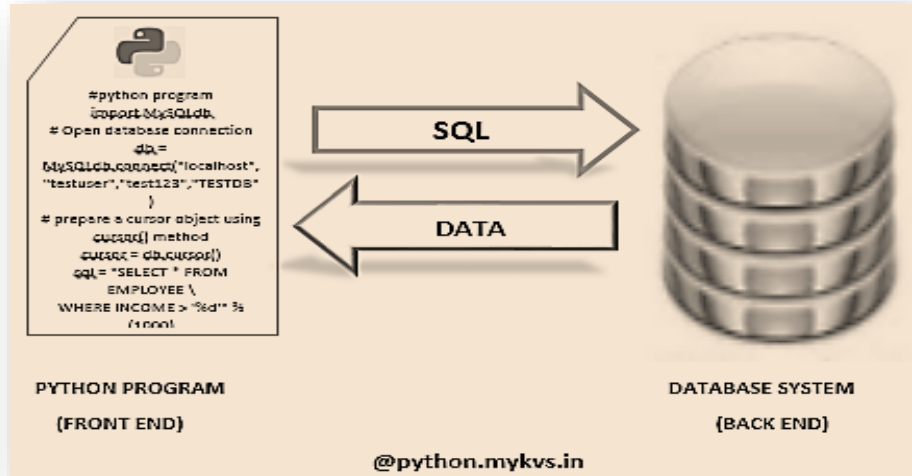 #python program
import MySQLdb
# Open database connection
db =
MySQLdb.connect("localhost",
"testuser","test123","TESTDB"
)
# prepare a cursor object using
cursor() method
cursor = db.cursor()
sql = "SELECT * FROM
EMPLOYEE \
WHERE INCOME > '%d'" %
(1000)
SQL
DATA
PYTHON PROGRAM
(FRONT END)
DATABASE SYSTEM
(BACK END)
@python.mykvs.in